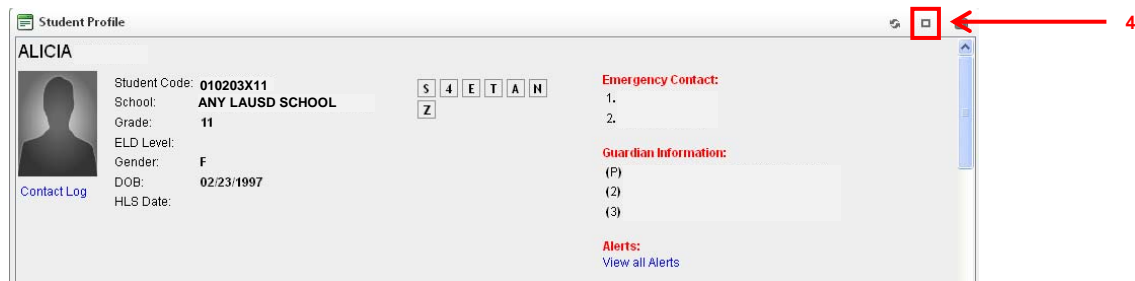 Student Profile
4
ALICIA
Student Code: 010203X11
School: ANY LAUSD SCHOOL
Grade: 11
ELD Level:
Gender: F
DOB: 02/23/1997
HLS Date:
Contact Log
S 4 E T A N
Z
Emergency Contact:
1.
2.
Guardian Information:
(P)
(2)
(3)
Alerts:
View all Alerts